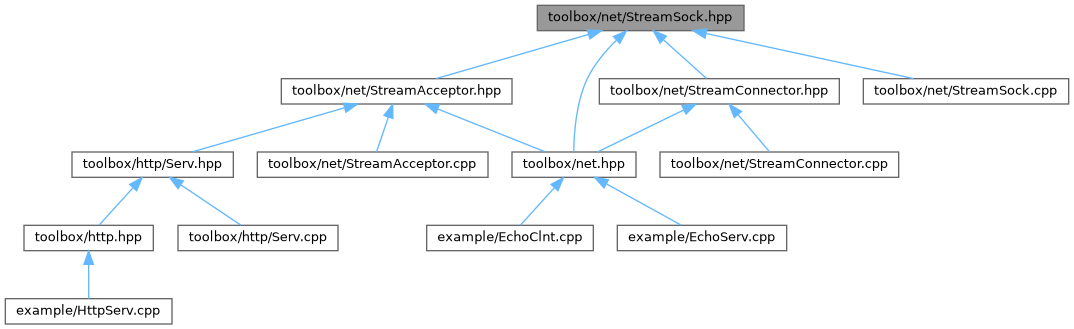 toolbox/net/StreamSock.hpp
toolbox/net/StreamAcceptor.hpp
toolbox/net/StreamConnector.hpp
toolbox/net/StreamSock.cpp
toolbox/http/Serv.hpp
toolbox/net/StreamAcceptor.cpp
toolbox/net.hpp
toolbox/net/StreamConnector.cpp
toolbox/http.hpp
toolbox/http/Serv.cpp
example/EchoClnt.cpp
example/EchoServ.cpp
example/HttpServ.cpp